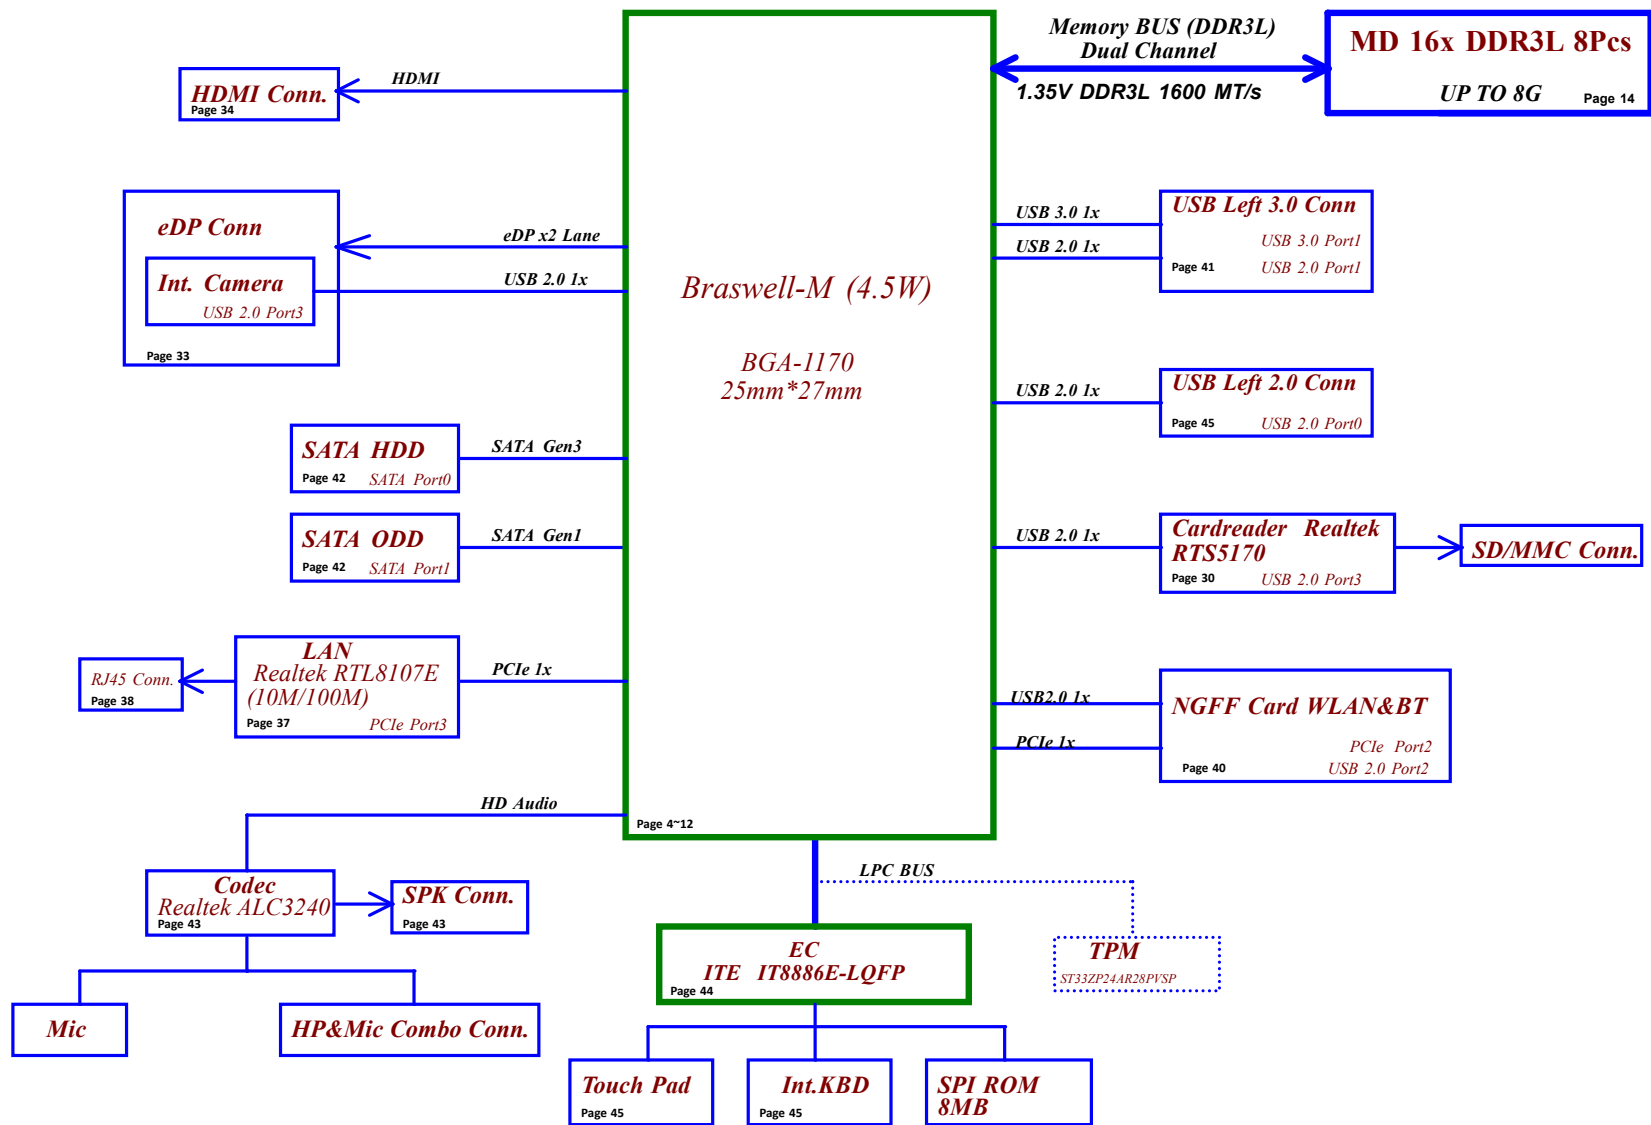 Memory BUS (DDR3L)
Dual Channel
1.35V DDR3L 1600 MT/s
MD 16x DDR3L 8Pcs
UP TO 8G
Page 14
HDMI
HDMI Conn.
Page 34
eDP Conn
eDP x2 Lane
Int. Camera
USB 2.0 Port3
USB 2.0 1x
Page 33
Braswell-M (4.5W)
BGA-1170
25mm*27mm
USB 3.0 1x
USB 2.0 1x
USB Left 3.0 Conn
USB 3.0 Port1
Page 41
USB 2.0 Port1
USB 2.0 1x
USB Left 2.0 Conn
Page 45
USB 2.0 Port0
SATA HDD
Page 42
SATA Port0
SATA Gen3
SATA ODD
Page 42
SATA Port1
SATA Gen1
USB 2.0 1x
Cardreader Realtek
RTS5170
Page 30
USB 2.0 Port3
SD/MMC Conn.
RJ45 Conn.
Page 38
LAN
Realtek RTL8107E
(10M/100M)
Page 37
PCIe Port3
PCIe 1x
USB2.0 1x
PCIe 1x
NGFF Card WLAN&BT
PCIe Port2
Page 40
USB 2.0 Port2
HD Audio
Page 4~12
Codec
Realtek ALC3240
Page 43
SPK Conn.
Page 43
LPC BUS
EC
ITE IT8886E-LQFP
Page 44
TPM
ST33ZP24AR28PVSP
Mic
HP&Mic Combo Conn.
Touch Pad
Page 45
Int.KBD
Page 45
SPI ROM
8MB